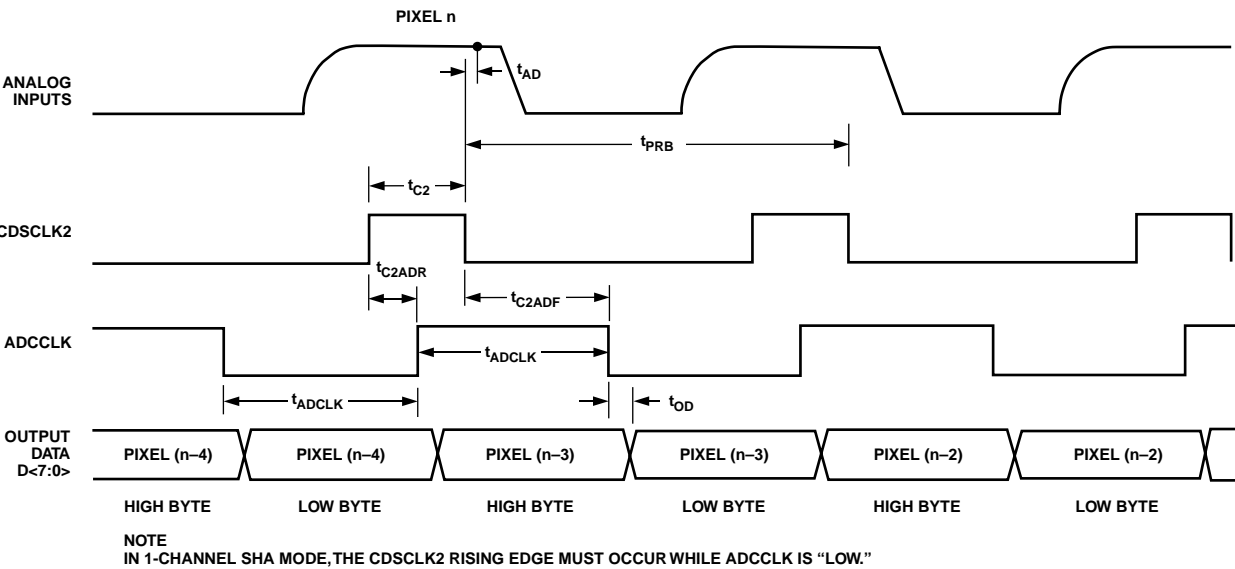 PIXEL n
ANALOG
INPUTS
tAD
tPRB
tC2
CDSCLK2
tC2ADR
tC2ADF
ADCCLK
tADCLK
tADCLK
tOD
OUTPUT
DATA
D<7:0>
PIXEL (n–4)
PIXEL (n–4)
PIXEL (n–3)
PIXEL (n–3)
PIXEL (n–2)
PIXEL (n–2)
HIGH BYTE
LOW BYTE
HIGH BYTE
LOW BYTE
HIGH BYTE
LOW BYTE
NOTE
IN 1-CHANNEL SHA MODE, THE CDSCLK2 RISING EDGE MUST OCCUR WHILE ADCCLK IS “LOW.”